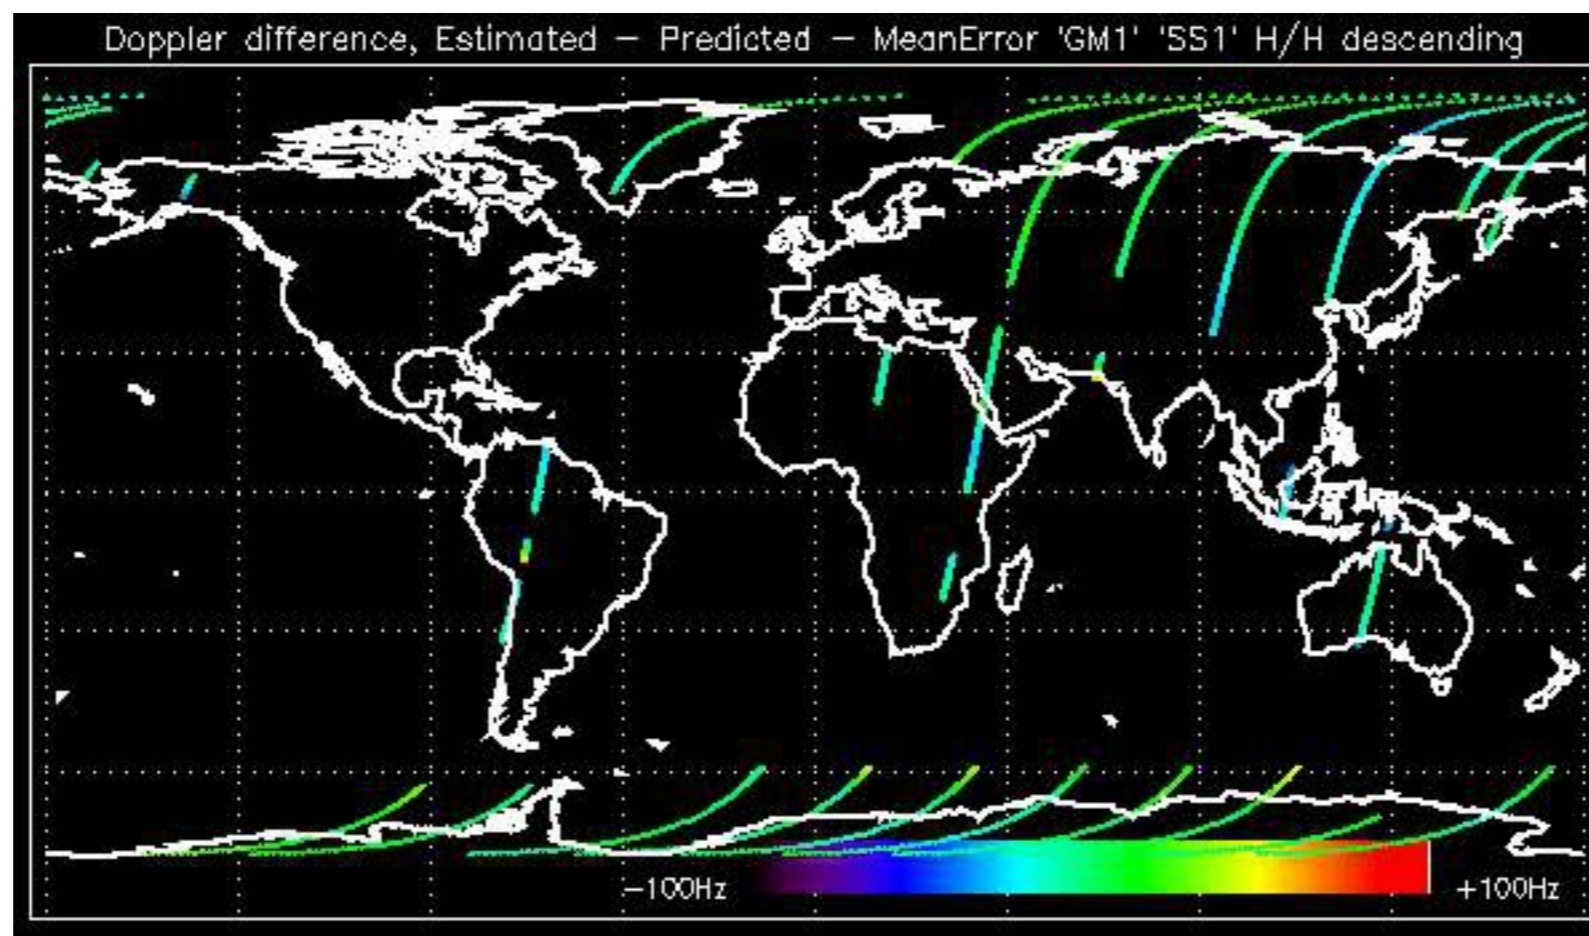 Doppler difference, Estimated – Predicted – MeanError 'GM1' 'SS1' H/H descending
–100Hz +100Hz